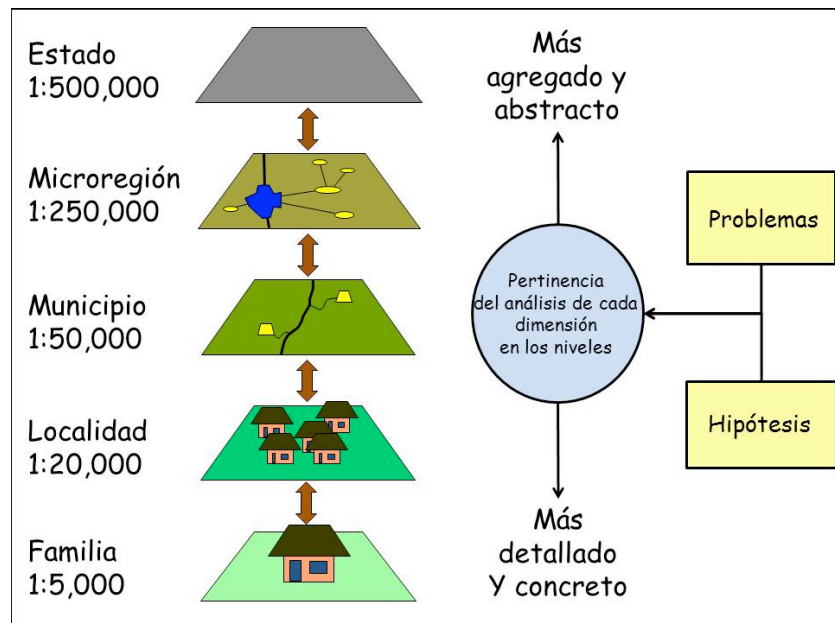 Estado
1:500,000
Microregión
1:250,000
Municipio
1:50,000
Localidad
1:20,000
Familia
1:5,000
Más
agregado y
abstracto
Pertinencia
del análisis de cada
dimensión
en los niveles
Más
detallado
Y concreto
Problemas
Hipótesis